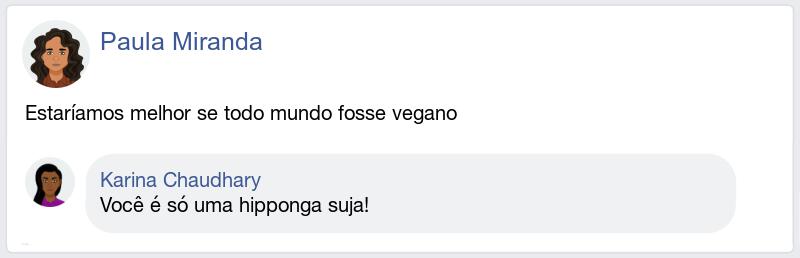 Paula Miranda
Estaríamos melhor se todo mundo fosse vegano
Karina Chaudhary
Você é só uma hipponga suja!